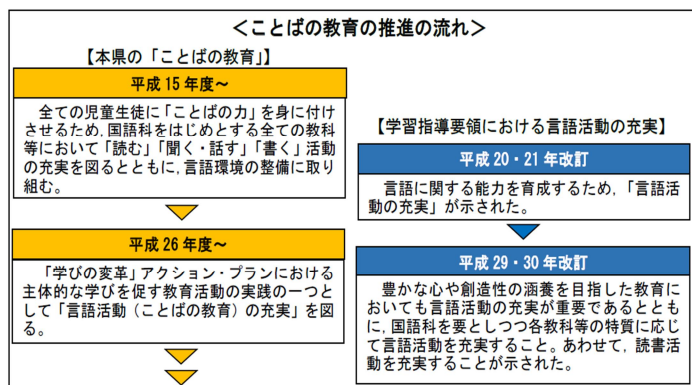 ＜ことばの教育の推進の流れ＞
【本県の「ことばの教育」】
平成 15 年度～
全ての児童生徒に「ことばの力」を身に付け
させるため，国語科をはじめとする全ての教科
等において「読む」「聞く・話す」「書く」活動
の充実を図るとともに，言語環境の整備に取り
組む。
平成 26 年度～
「学びの変革」アクション・プランにおける
主体的な学びを促す教育活動の実践の一つと
して「言語活動（ことばの教育）の充実」を図
る。
【学習指導要領における言語活動の充実】
平成 20・21 年改訂
言語に関する能力を育成するため，「言語活
動の充実」が示された。
平成 29・30 年改訂
豊かな心や創造性の涵養を目指した教育
においても言語活動の充実が重要であるととも
に，国語科を要としつつ各教科等の特質に応じ
て言語活動を充実すること。あわせて，読書活
動を充実することが示された。